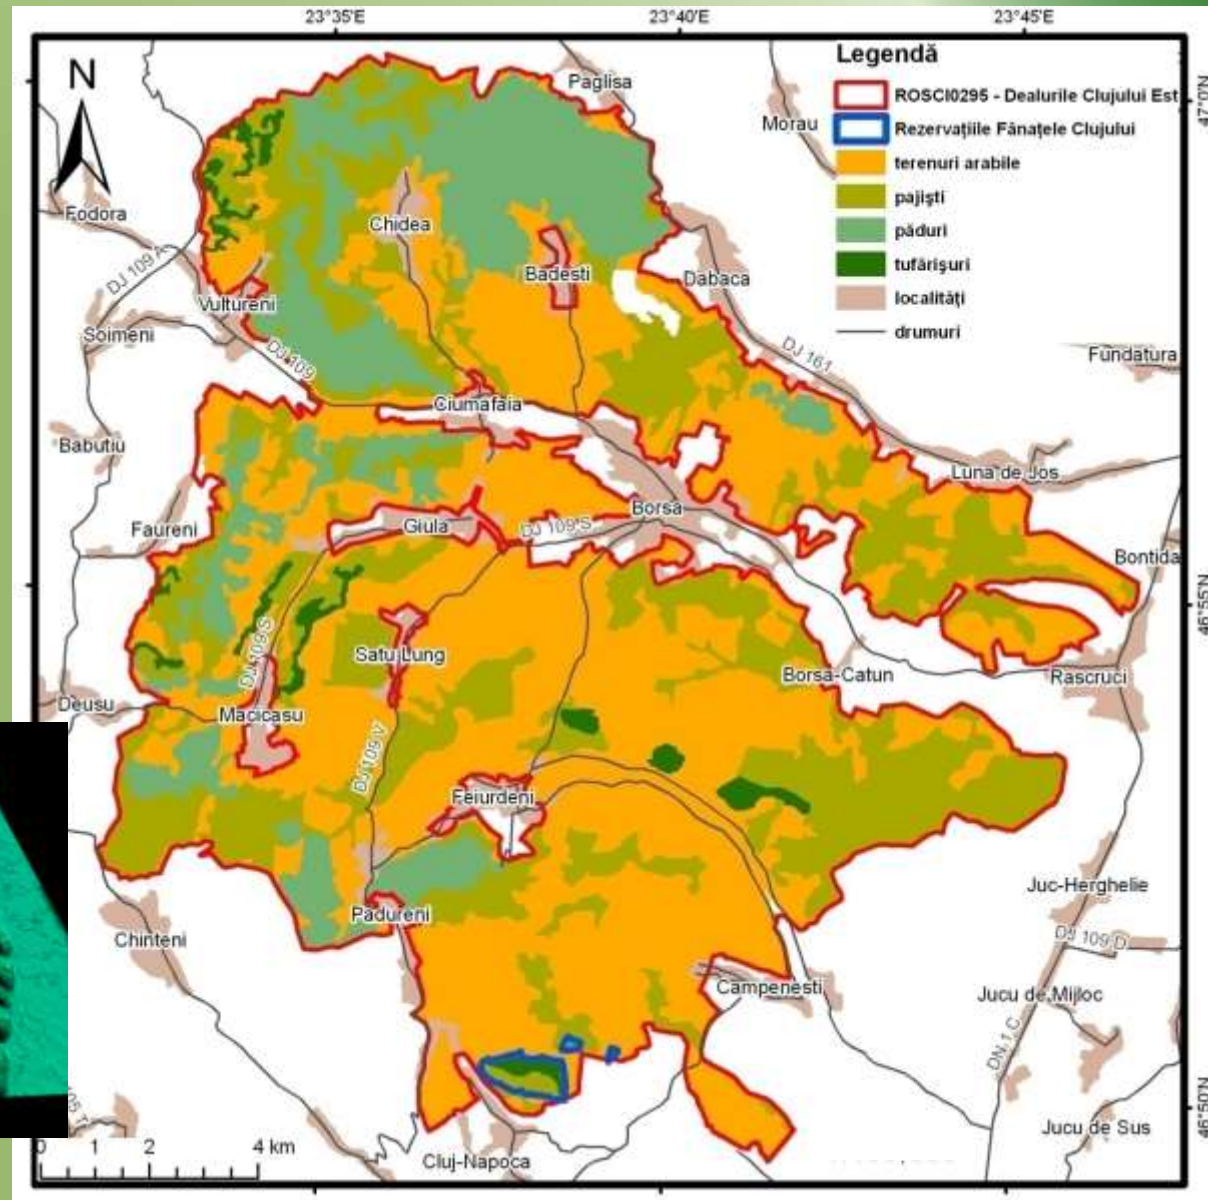 23°35'E
23°40'E
23°45'E
N
Legendă
ROSCI0295 - Dealurile Clujului Est
Rezervațiile Fânațele Clujului
terenuri arabile
pajiști
păduri
tufărișuri
localități
drumuri
47°0'N
46°55'N
46°50'N
Paglisa
Morau
Fodora
DJ 109 A
Chidea
Badesti
Dabaca
Vultureni
Soimeni
DJ 109
DJ 161
Fundatura
Ciumafaia
Babutiu
Luna de Jos
Faureni
Giula
DJ 109 S
Borsa
Bontida
DJ 109 S
Satu Lung
Borsa-Catun
Rascruci
Deusu
Macicasu
DJ 109 V
Feiurdeni
Juc-Herghelie
Padureni
Chinteni
DJ 109 D
Campenesti
Jucu de Mijloc
DN 1 C
Jucu de Sus
Cluj-Napoca
0 1 2 4 km